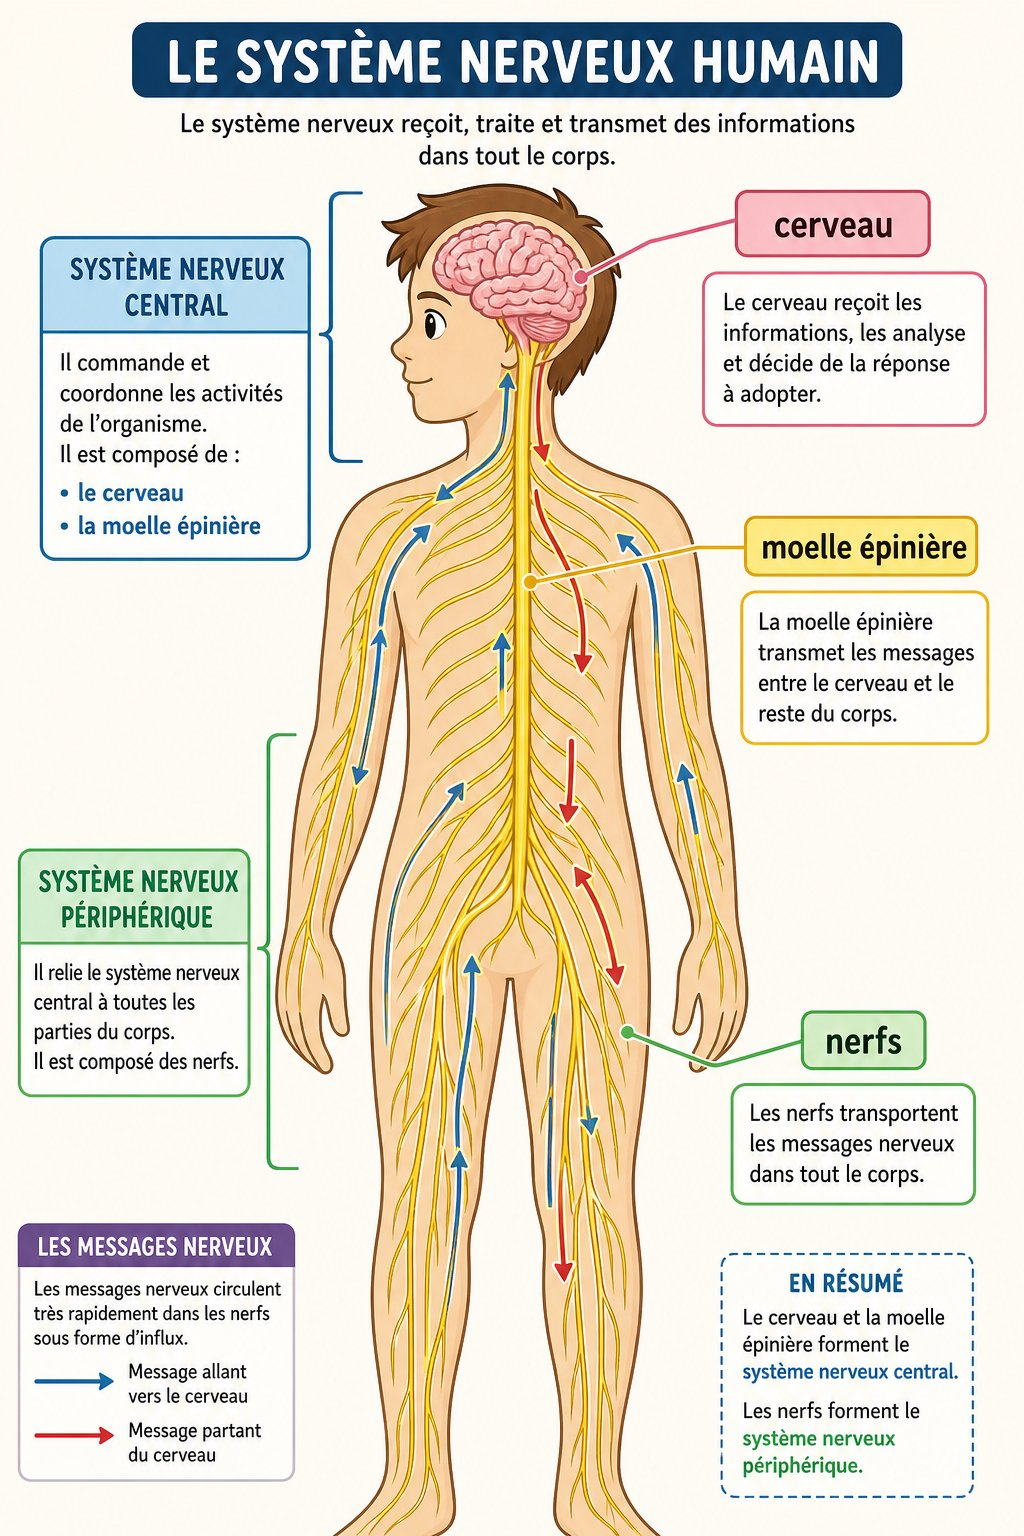 LE SYSTÈME NERVEUX HUMAIN
Le système nerveux reçoit, traite et transmet des informations
dans tout le corps.
SYSTÈME NERVEUX
CENTRAL
Il commande et
coordonne les activités
de l'organisme.
Il est composé de :
• le cerveau
• la moelle épinière
cerveau
Le cerveau reçoit les
informations, les analyse
et décide de la réponse
à adopter.
moelle épinière
La moelle épinière
transmet les messages
entre le cerveau et le
reste du corps.
SYSTÈME NERVEUX
PÉRIPHÉRIQUE
Il relie le système nerveux
central à toutes les
parties du corps.
Il est composé des nerfs.
nerfs
Les nerfs transportent
les messages nerveux
dans tout le corps.
LES MESSAGES NERVEUX
Les messages nerveux circulent
très rapidement dans les nerfs
sous forme d'influx.
Message allant
vers le cerveau
Message partant
du cerveau
EN RÉSUMÉ
Le cerveau et la moelle
épinière forment le
système nerveux central.
Les nerfs forment le
système nerveux
périphérique.